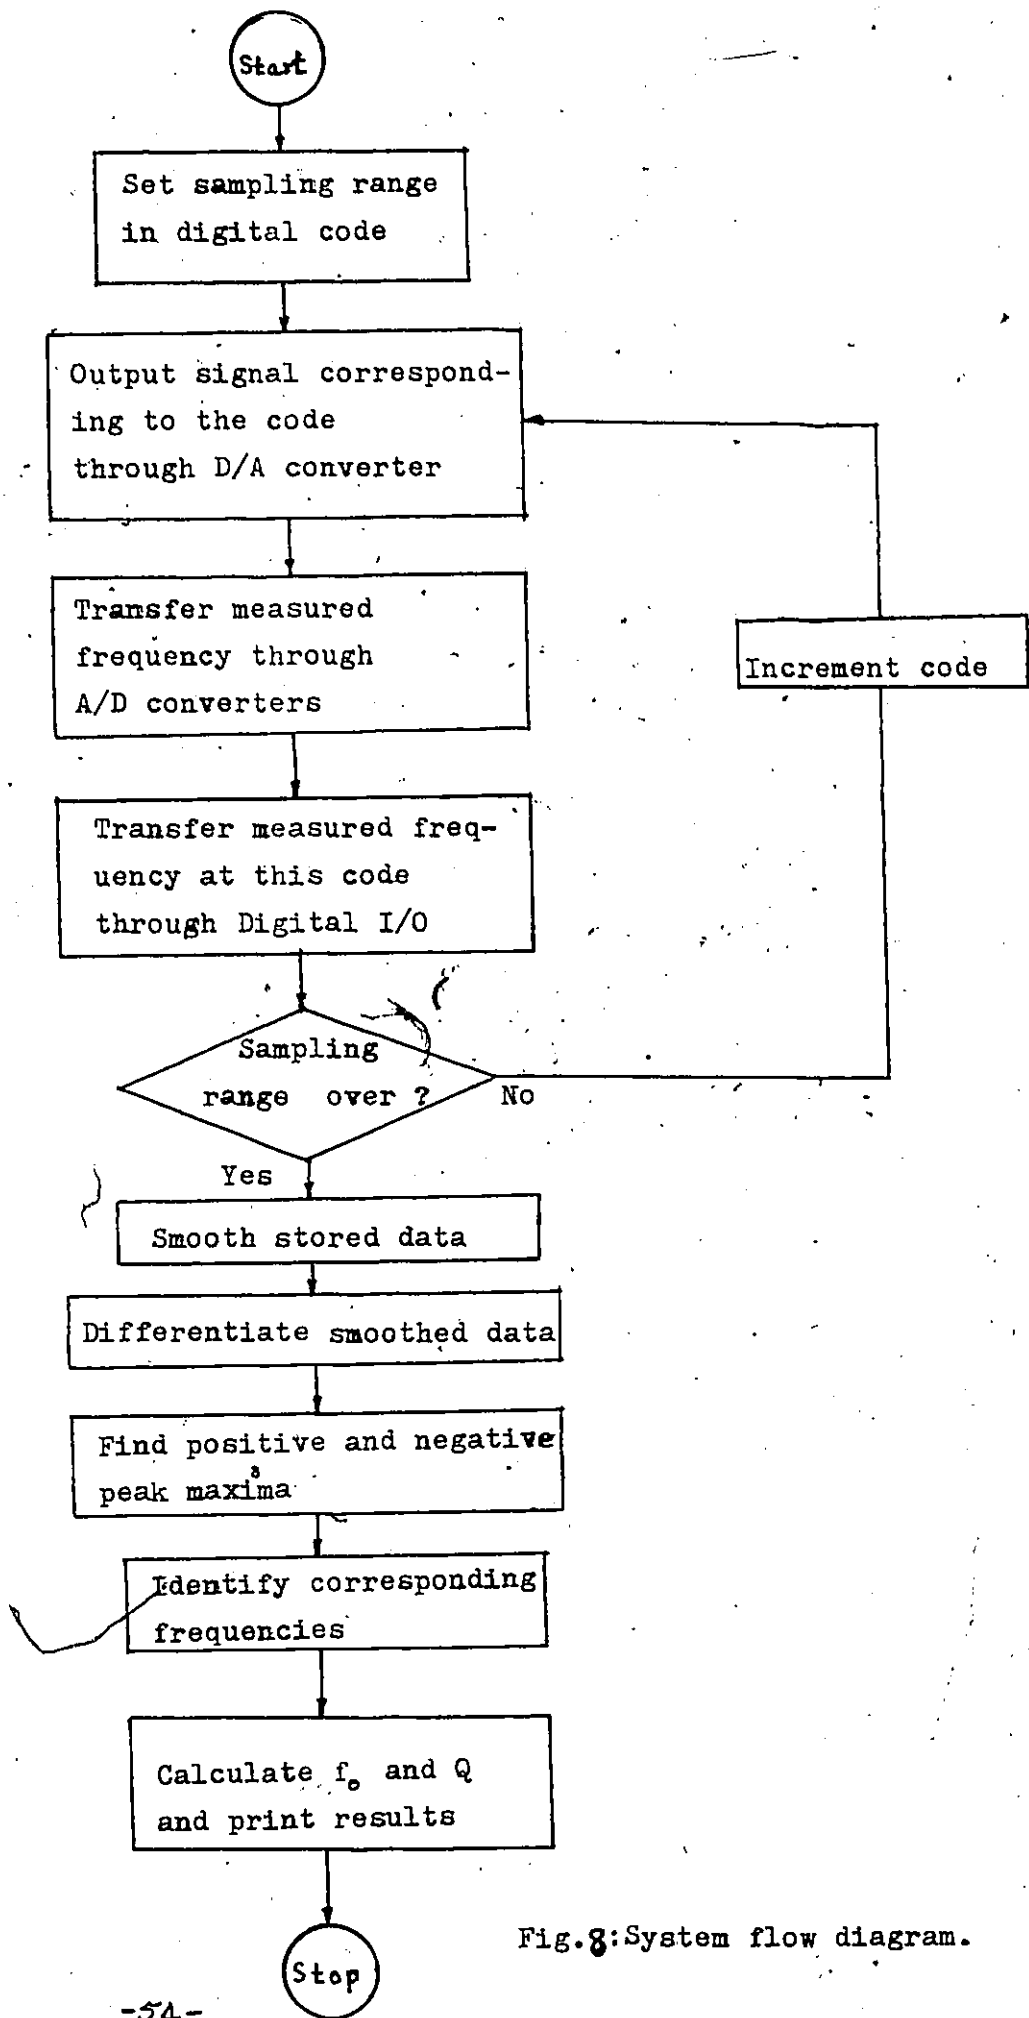 Start
Set sampling range
in digital code
Output signal correspond-
ing to the code
through D/A converter
Transfer measured
frequency through
A/D converters
Increment code
Transfer measured freq-
uency at this code
through Digital I/O
Sampling
range over ?
No
Yes
Smooth stored data
Differentiate smoothed data
Find positive and negative
peak maxima
Identify corresponding
frequencies
Calculate f₀ and Q
and print results
Stop
Fig.8:System flow diagram.
-54-